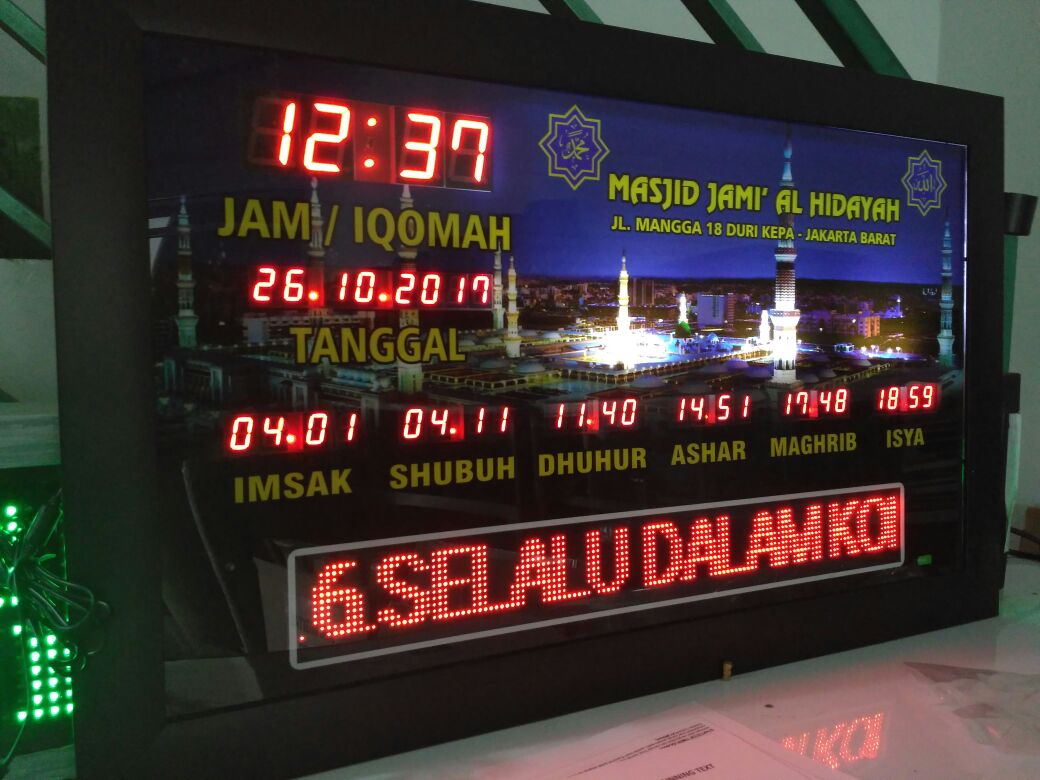 12:37
JAM / IQOMAH
26.10.2017
TANGGAL
محمد
الله
MASJID JAMI' AL HIDAYAH
JL. MANGGA 18 DURI KEPA - JAKARTA BARAT
04.01 04.11 11.40 14.51 17.48 18 59
IMSAK SHUBUH DHUHUR ASHAR MAGHRIB ISYA
.6.SELALU DALAM KO